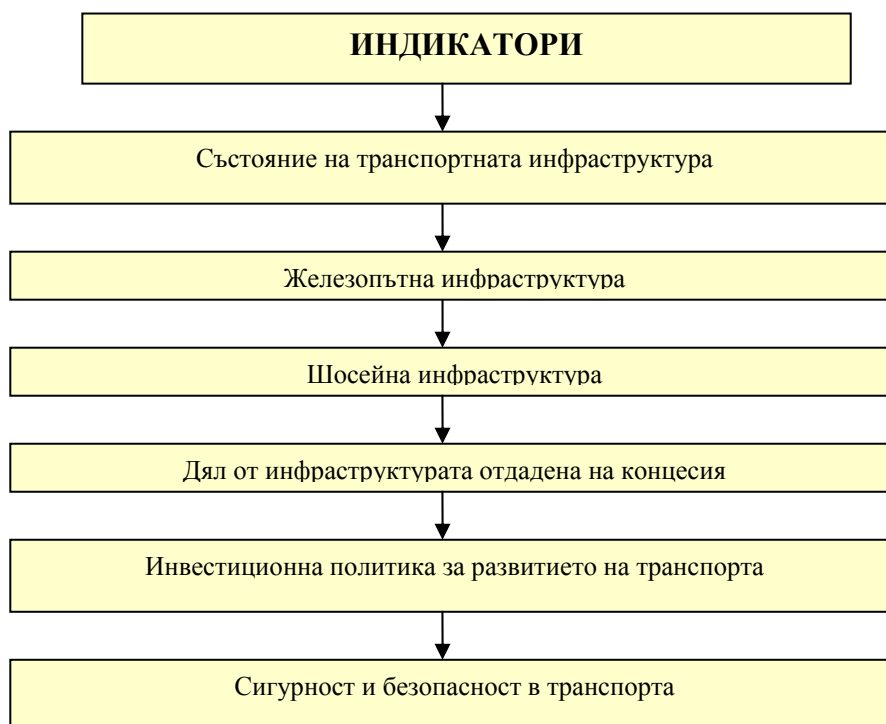 ИНДИКАТОРИ
Състояние на транспортната инфраструктура
Железопътна инфраструктура
Шосейна инфраструктура
Дял от инфраструктурата отдадена на концесия
Инвестиционна политика за развитието на транспорта
Сигурност и безопасност в транспорта